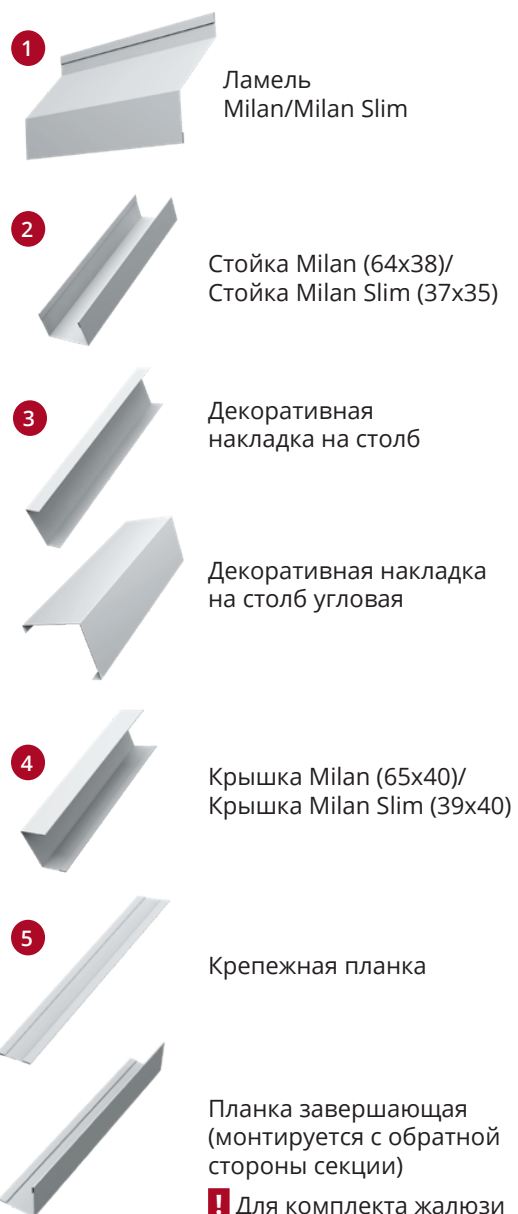 1
Ламель
Milan/Milan Slim
2
Стойка Milan (64x38)/
Стойка Milan Slim (37x35)
3
Декоративная
накладка на столб
Декоративная накладка
на столб угловая
4
Крышка Milan (65x40)/
Крышка Milan Slim (39x40)
5
Крепежная планка
Планка завершающая
(монтируется с обратной
стороны секции)
! Для комплекта жалюзи